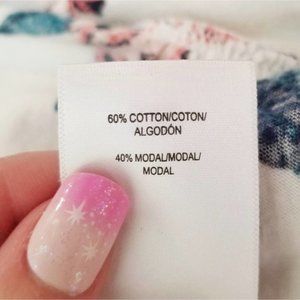 60% COTTON/COTON/
ALGODÓN
40% MODAL/MODAL/
MODAL